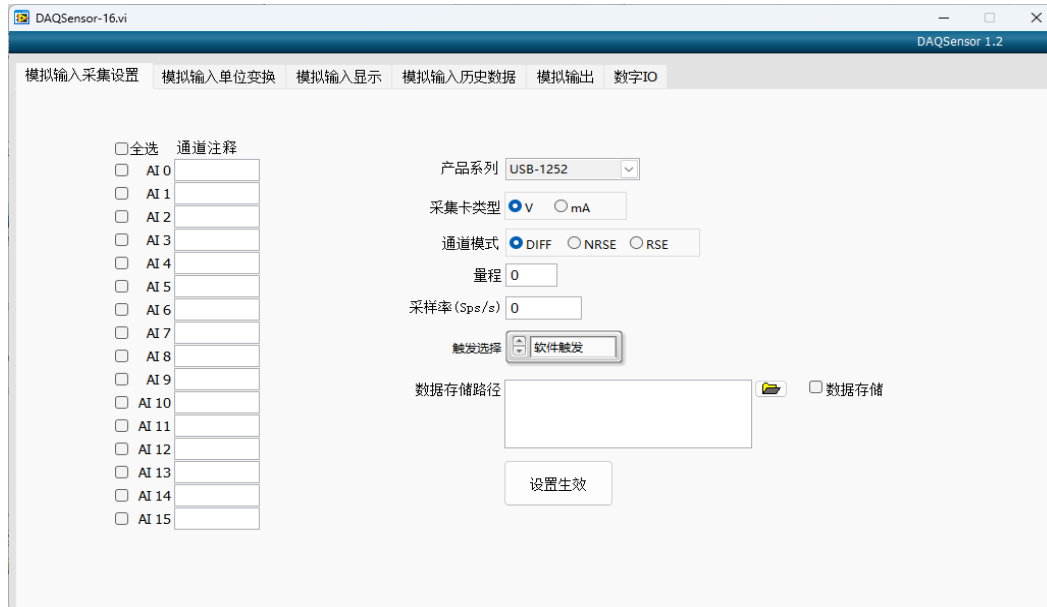 DAQSensor-16.vi
DAQSensor 1.2
模拟输入采集设置 模拟输入单位变换 模拟输入显示 模拟输入历史数据 模拟输出 数字IO
全选 通道注释
AI 0
AI 1
AI 2
AI 3
AI 4
AI 5
AI 6
AI 7
AI 8
AI 9
AI 10
AI 11
AI 12
AI 13
AI 14
AI 15
产品系列 USB-1252
采集卡类型 V mA
通道模式 DIFF NRSE RSE
量程 0
采样率(Sps/s) 0
触发选择 软件触发
数据存储路径 数据存储
设置生效